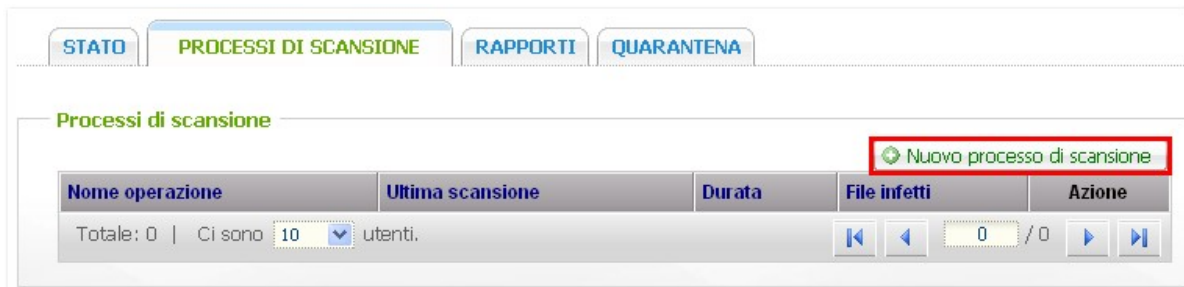 STATO PROCESSI DI SCANSIONE RAPPORTI QUARANTENA
Processi di scansione
Nuovo processo di scansione
Nome operazione Ultima scansione Durata File infetti Azione
Totale: 0 | Ci sono 10 utenti. 0 / 0